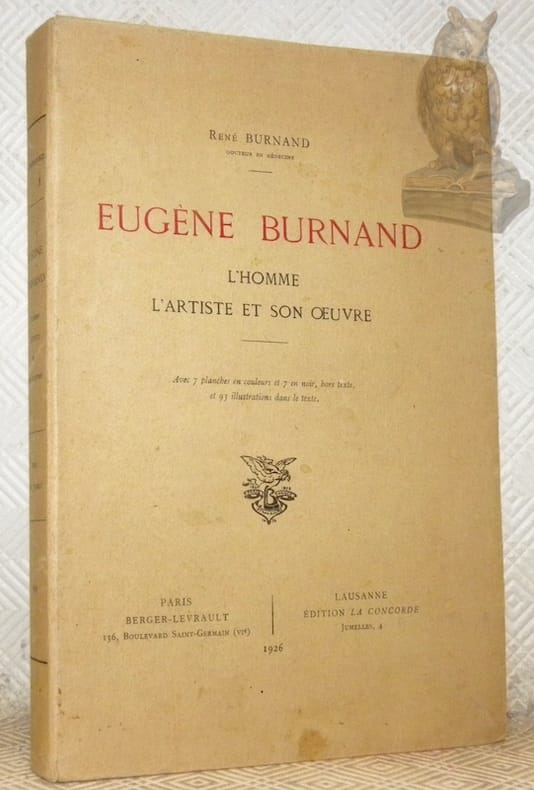 René BURNAND
DOCTEUR EN MÉDECINE
EUGÈNE BURNAND
L'HOMME
L'ARTISTE ET SON ŒUVRE
Avec 7 planches en couleurs et 7 en noir, hors texte,
et 93 illustrations dans le texte.
PARIS
BERGER-LEVRAULT
136, Boulevard Saint-Germain (VIe)
LAUSANNE
ÉDITION LA CONCORDE
Jumelles, 4
1926